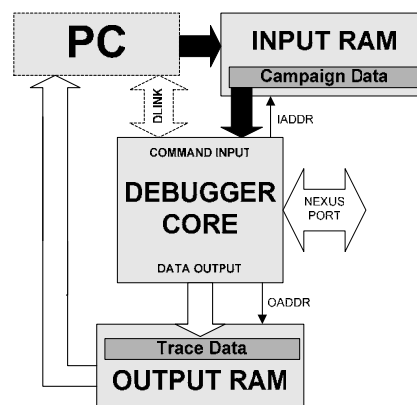 PC
INPUT RAM
Campaign Data
DLINK
IADDR
COMMAND INPUT
DEBUGGER
CORE
NEXUS
PORT
DATA OUTPUT
OADDR
Trace Data
OUTPUT RAM